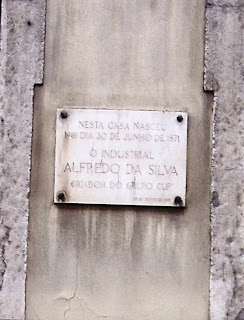 NESTA CASA NASCEU
NO DIA 30 DE JUNHO DE 1871
O INDUSTRIAL
ALFREDO DA SILVA
CRIADOR DO GRUPO CUF